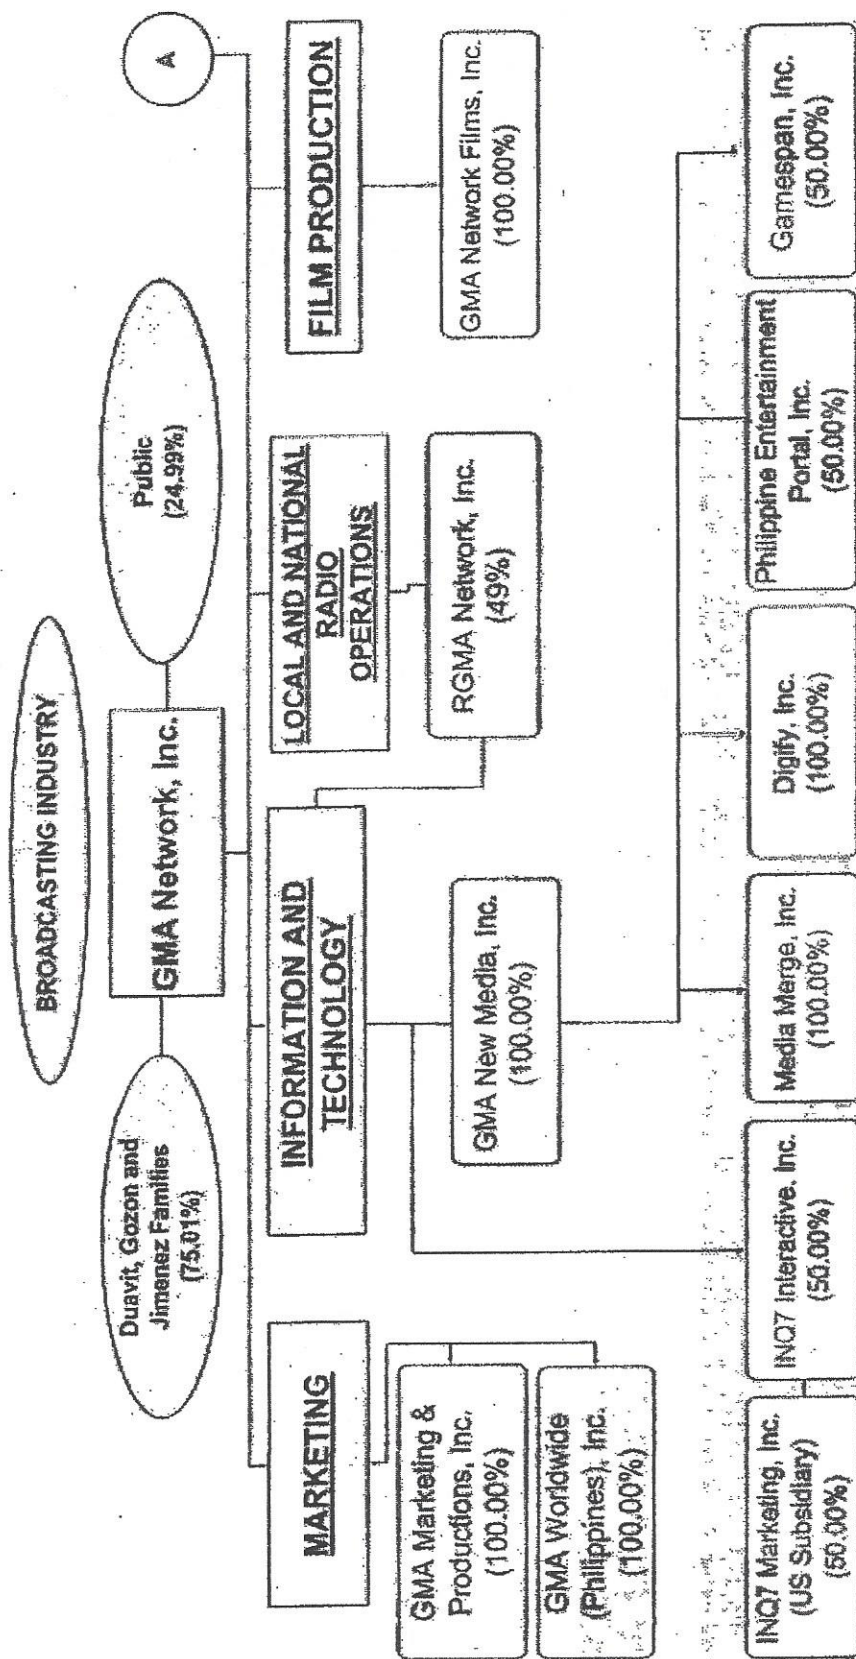 BROADCASTING INDUSTRY
Duavit, Gozon and
Jimenez Families
(75.01%)
GMA Network, Inc.
Public
(24.99%)
A
MARKETING
INFORMATION AND
TECHNOLOGY
LOCAL AND NATIONAL
RADIO
OPERATIONS
FILM PRODUCTION
GMA Marketing &
Productions, Inc.
(100.00%)
GMA Worldwide
(Philippines), Inc.
(100.00%)
GMA New Media, Inc.
(100.00%)
RGMA Network, Inc.
(49%)
GMA Network Films, Inc.
(100.00%)
INQ7 Marketing, Inc.
(US Subsidiary)
(50.00%)
INQ7 Interactive, Inc.
(50.00%)
Media Merge, Inc.
(100.00%)
Digify, Inc.
(100.00%)
Philippine Entertainment
Portal, Inc.
(50.00%)
Gamespan, Inc.
(50.00%)